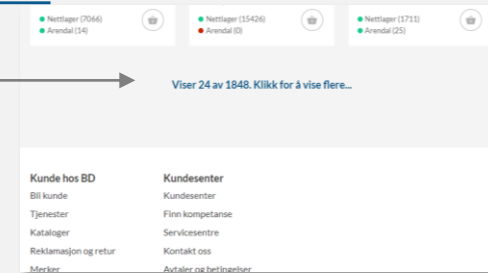 Nettlager (7066) Nettlager (15426) Nettlager (1711)
Arendal (14) Arendal (0) Arendal (25)
Viser 24 av 1848. Klikk for å vise flere...
Kunde hos BD Kundesenter
Bli kunde Kundesenter
Tjenester Finn kompetanse
Kataloger Servicesentre
Reklamasjon og retur Kontakt oss
Merker Avtaler og betingelser